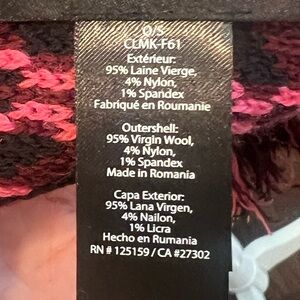 O/S
CLMK-F61
Extérieur:
95% Laine Vierge,
4% Nylon,
1% Spandex
Fabriqué en Roumanie
Outershell:
95% Virgin Wool,
4% Nylon,
1% Spandex
Made in Romania
Capa Exterior:
95% Lana Virgen,
4% Nailon,
1% Licra
Hecho en Rumania
RN # 125159 / CA #27302